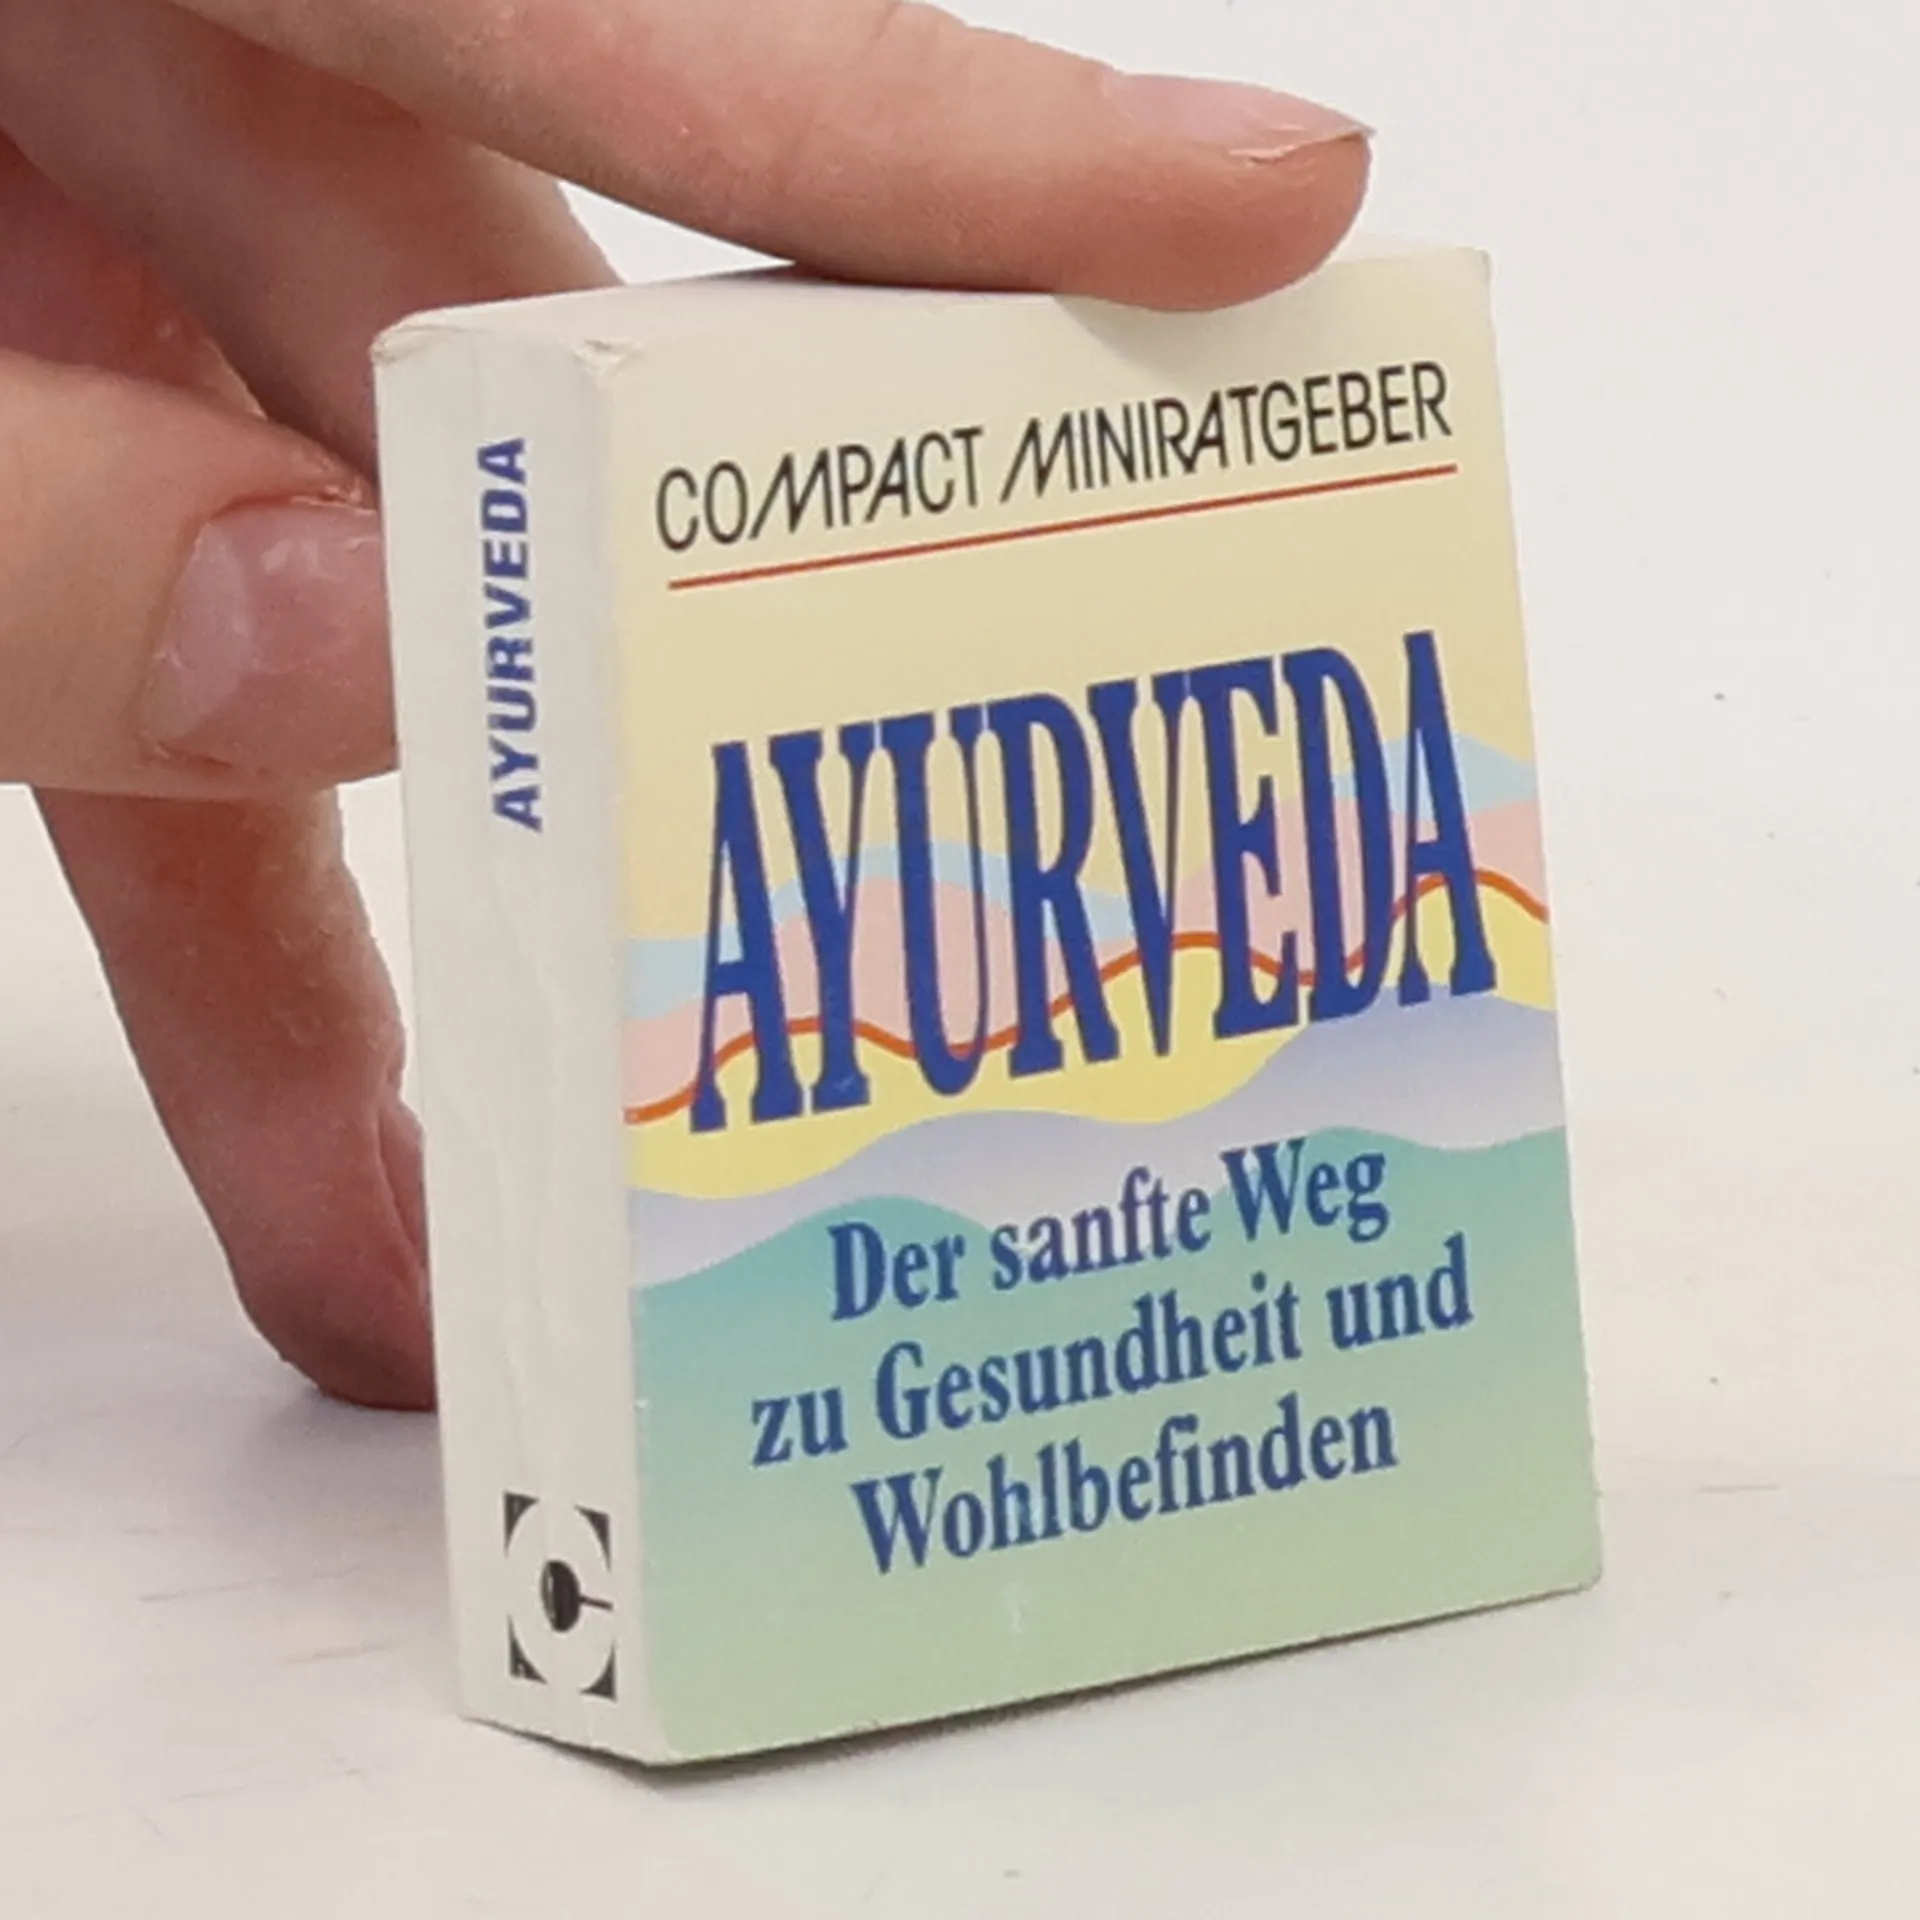 AYURVEDA
COMPACT MINIRATGEBER
AYURVEDA
Der sanfte Weg
zu Gesundheit und
Wohlbefinden